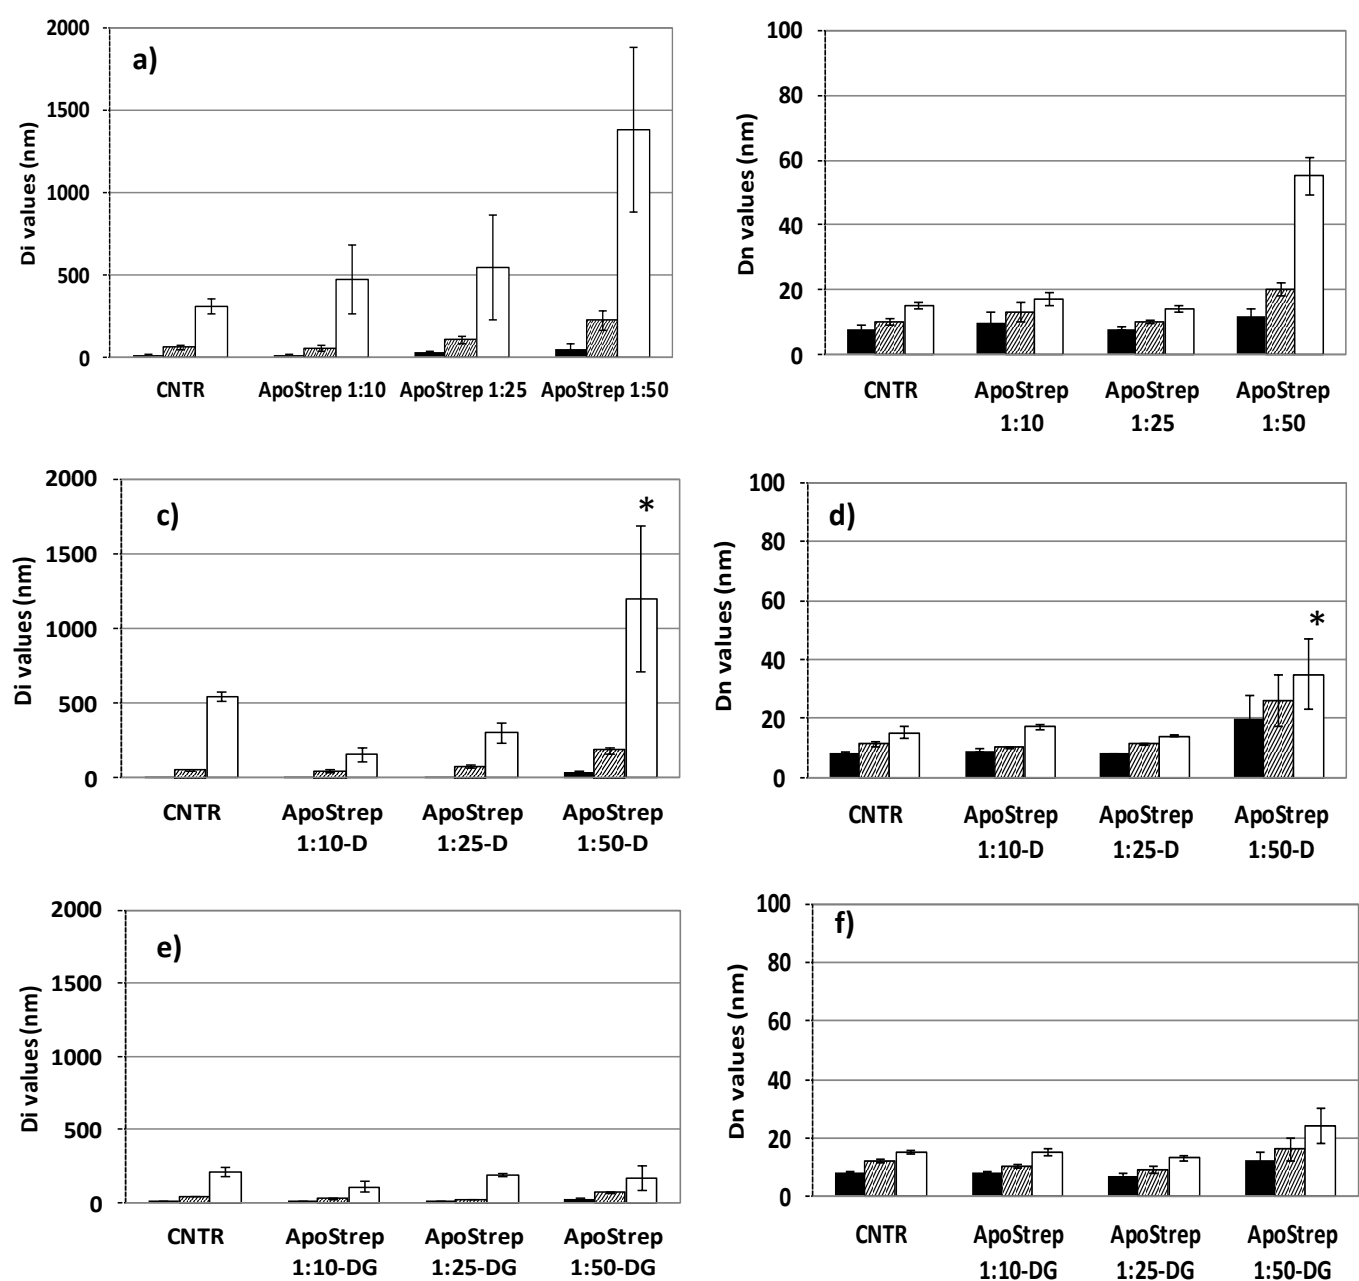 a)
Di values (nm)
2000
1500
1000
500
0
CNTR ApoStrep 1:10 ApoStrep 1:25 ApoStrep 1:50
Dn values (nm)
100
80
60
40
20
0
CNTR ApoStrep ApoStrep ApoStrep
1:10 1:25 1:50
c)
Di values (nm)
2000
1500
1000
500
0
*
CNTR ApoStrep ApoStrep ApoStrep
1:10-D 1:25-D 1:50-D
d)
Dn values (nm)
100
80
60
40
20
0
*
CNTR ApoStrep ApoStrep ApoStrep
1:10-D 1:25-D 1:50-D
e)
Di values (nm)
2000
1500
1000
500
0
CNTR ApoStrep ApoStrep ApoStrep
1:10-DG 1:25-DG 1:50-DG
f)
Dn values (nm)
100
80
60
40
20
0
CNTR ApoStrep ApoStrep ApoStrep
1:10-DG 1:25-DG 1:50-DG